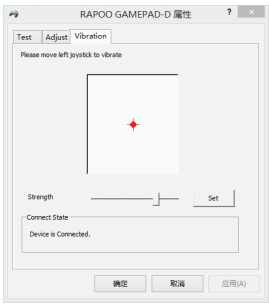 RAPOO GAMEPAD-D 属性
Test Adjust Vibration
Please move left joystick to vibrate
Strength Set
Connect State
Device is Connected.
确定 取消 应用(A)